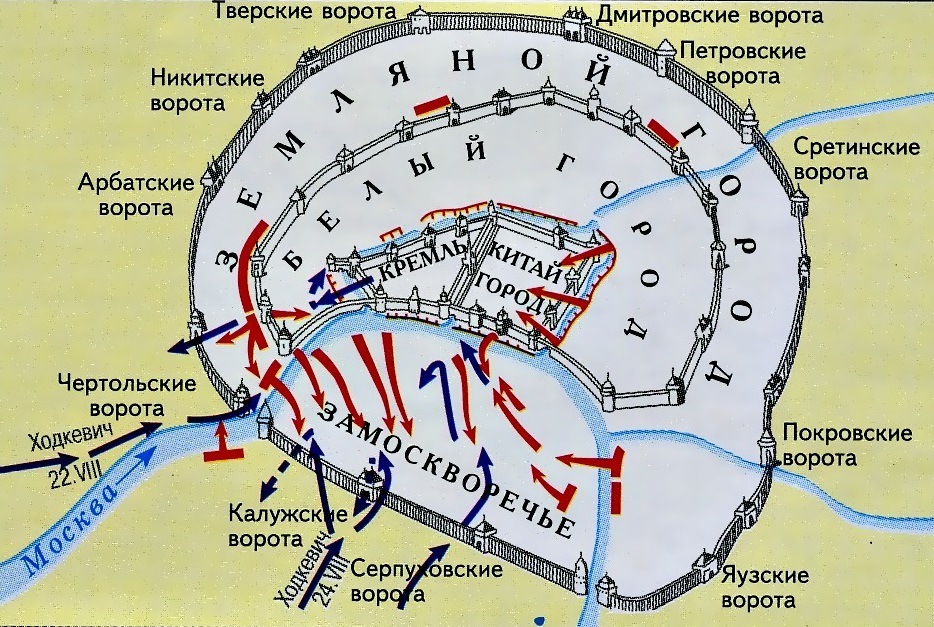 Тверские ворота
Дмитровские ворота
Петровские
ворота
Никитские
ворота
Сретинские
ворота
Арбатские
ворота
ЗЕМЛЯНОЙ ГОРОД
БЕЛЫЙ ГОРОД
КРЕМЛЬ
КИТАЙ
ГОРОД
Чертольские
ворота
Ходкевич
22.VIII
Москва
ЗАМОСКВОРЕЧЬЕ
Покровские
ворота
Калужские
ворота
Ходкевич
24.VIII
Серпуховские
ворота
Яузские
ворота